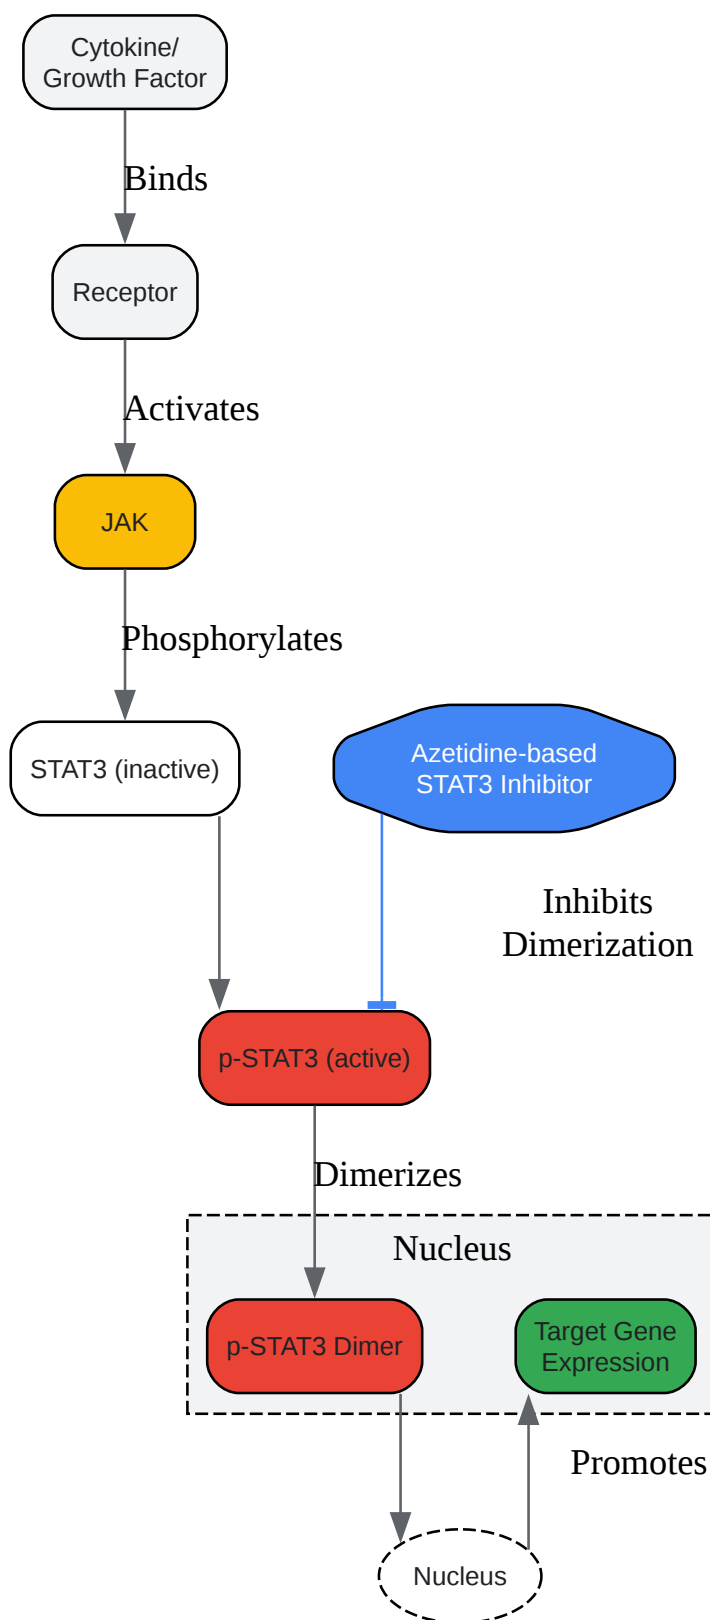 Cytokine/
Growth Factor
Binds
Receptor
Activates
JAK
Phosphorylates
STAT3 (inactive)
Azetidine-based
STAT3 Inhibitor
Inhibits
Dimerization
p-STAT3 (active)
Dimerizes
Nucleus
p-STAT3 Dimer
Target Gene
Expression
Promotes
Nucleus